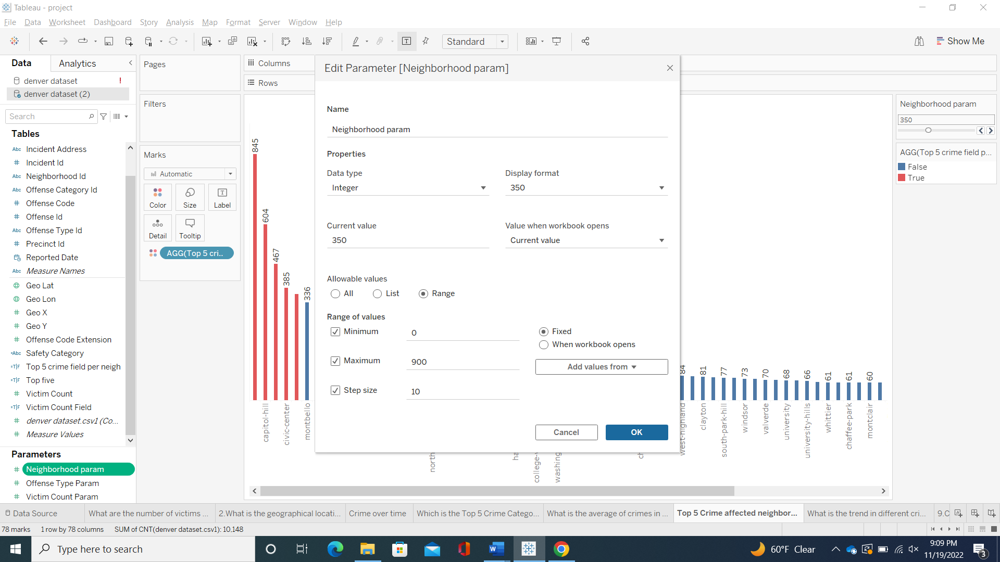 Tableau - project
File Data Worksheet Dashboard Story Analysis Map Format Server Window Help
Standard
Show Me
Data Analytics
denver dataset !
denver dataset (2)
Search
Tables
Abc Incident Address
# Incident Id
Abc Neighborhood Id
Abc Offense Category Id
# Offense Code
# Offense Id
Abc Offense Type Id
# Precinct Id
Reported Date
Abc Measure Names
Geo Lat
Geo Lon
# Geo X
# Geo Y
# Offense Code Extension
=Abc Safety Category
=T|F Top 5 crime field per neigh
=T|F Top five
# Victim Count
=T|F Victim Count Field
# denver dataset.csv1 (Co...
# Measure Values
Parameters
# Neighborhood param
# Offense Type Param
# Victim Count Param
Pages
Filters
Marks
Automatic
Color Size Label
Detail Tooltip
AGG(Top 5 cri..
Columns
Rows
845
604
467
385
336
capitol-hill
civic-center
montbello
north
ha
college-v
washing
ch
Edit Parameter [Neighborhood param]
Name
Neighborhood param
Properties
Data type Display format
Integer 350
Current value Value when workbook opens
350 Current value
Allowable values
All List Range
Range of values
Minimum 0 Fixed
When workbook opens
Maximum 900 Add values from
Step size 10
Cancel OK
84
81
77
73
70
68
66
61
61
60
west-highland
clayton
south-park-hill
windsor
valverde
university
university-hills
whittier
chaffee-park
montclair
Neighborhood param
350
AGG(Top 5 crime field p...
False
True
Data Source What are the number of victims ... 2.What is the geographical locati... Crime over time Which is the Top 5 Crime Catego... What is the average of crimes in ... Top 5 Crime affected neighbor... What is the trend in different cri... 9.C
78 marks 1 row by 78 columns SUM of CNT(denver dataset.csv1): 10,148
Type here to search
60°F Clear
9:09 PM
11/19/2022
3